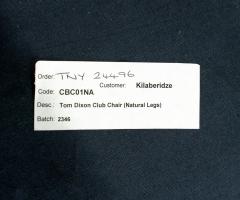 Order: TNY 24496
Customer: Kilaberidze
Code: CBC01NA
Desc.: Tom Dixon Club Chair (Natural Legs)
Batch: 2346